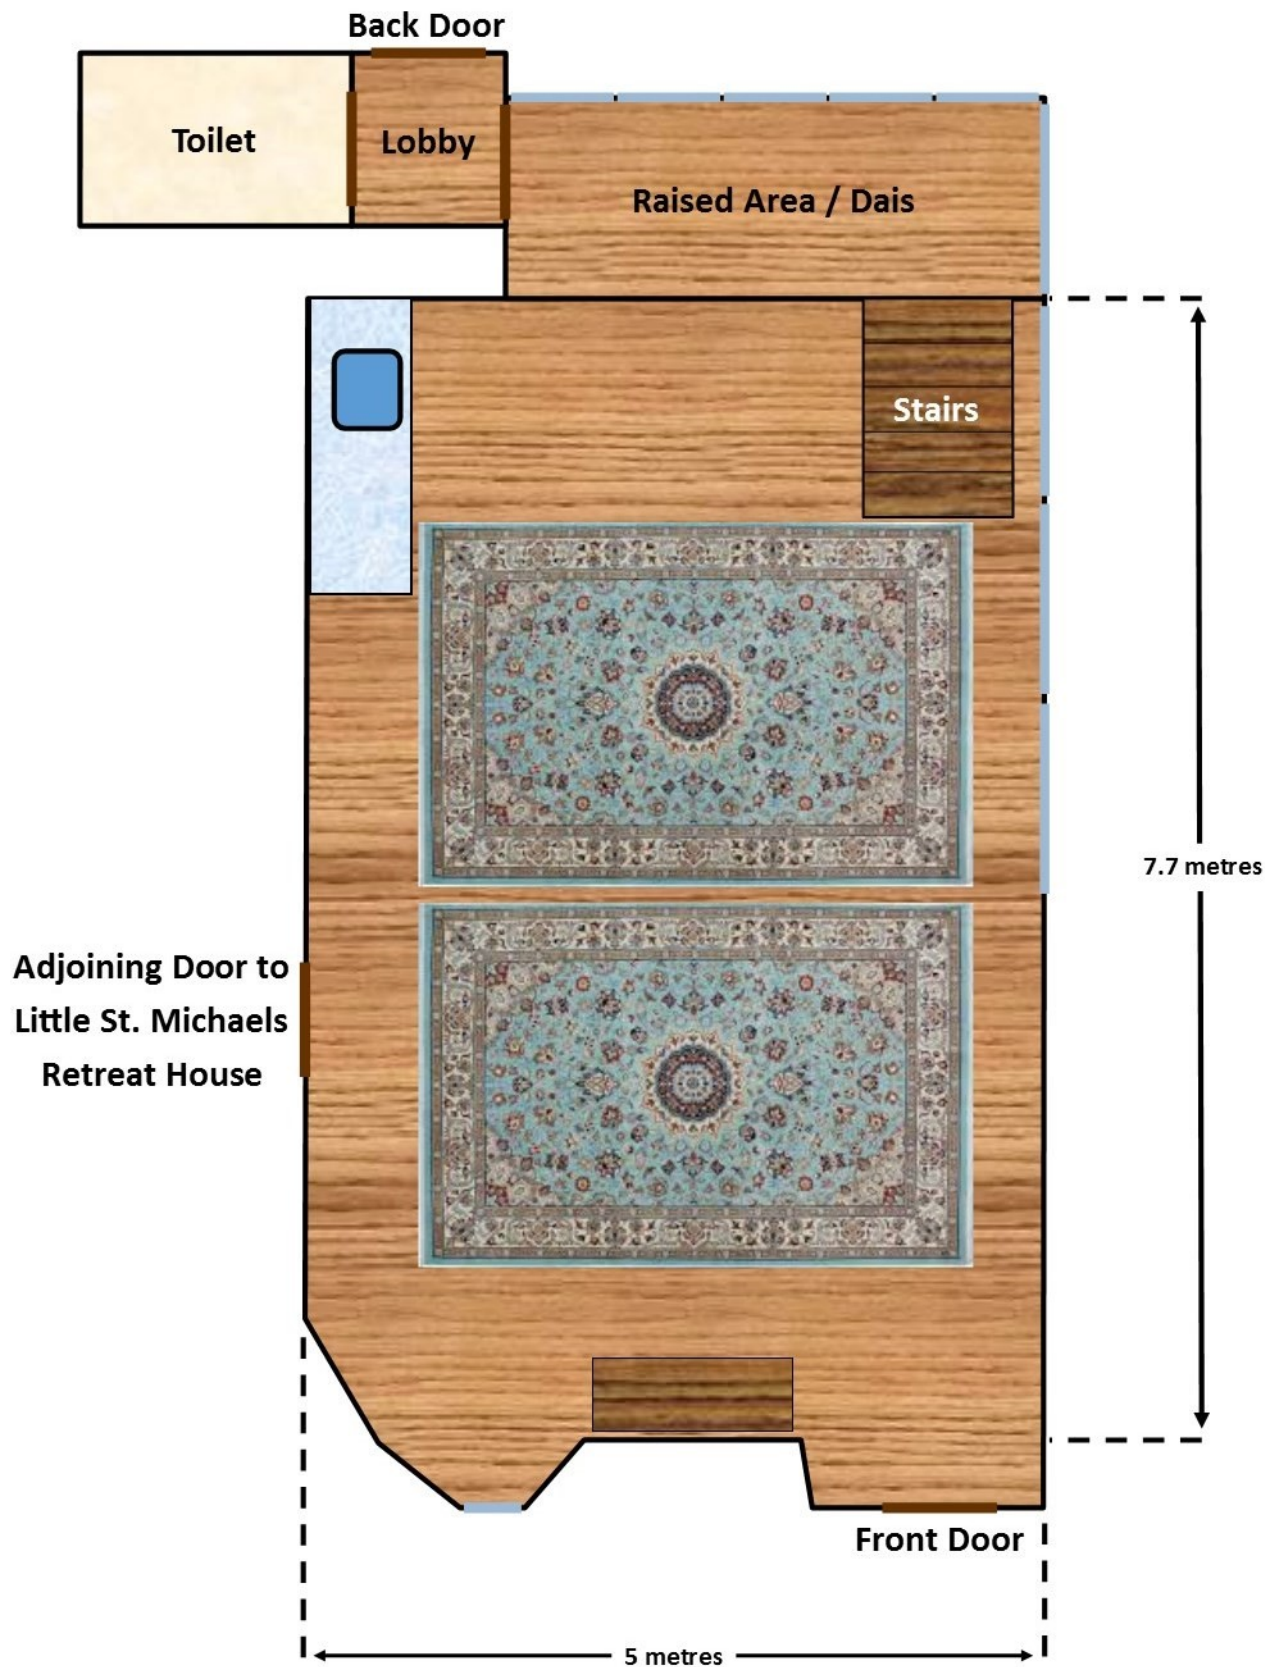 Back Door
Toilet
Lobby
Raised Area / Dais
Stairs
7.7 metres
Adjoining Door to
Little St. Michaels
Retreat House
Front Door
5 metres